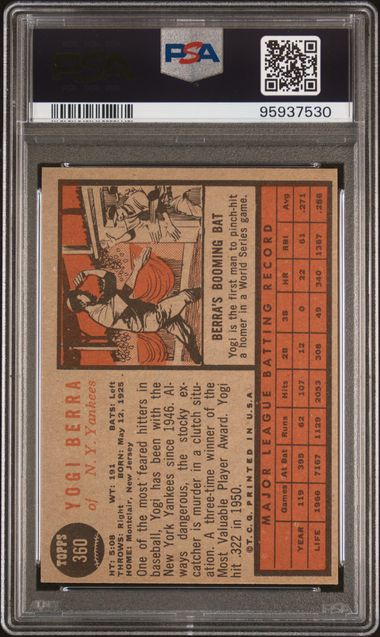 PSA
PSA
95937530
TOPPS
360
YOGI BERRA
of N. Y. Yankees
HT: 5:08 WT: 191 BATS: Left
THROWS: Right BORN: May 12, 1925
HOME: Montclair, New Jersey
One of the most feared hitters in
baseball, Yogi has been with the
New York Yankees since 1946. Al-
ways dangerous, the stocky ex-
catcher is murder in a clutch situ-
ation. A three-time winner of the
Most Valuable Player Award. Yogi
hit .322 in 1950.
©T.C.G. PRINTED IN U.S.A.
BERRA'S BOOMING BAT
Yogi is the first man to pinch-hit
a homer in a World Series game.
MAJOR LEAGUE BATTING RECORD
Games At Bat Runs Hits 2B 3B HR RBI Avg
YEAR 119 395 62 107 11 0 22 61 .271
LIFE 1966 7167 1129 2053 308 49 340 1367 .286